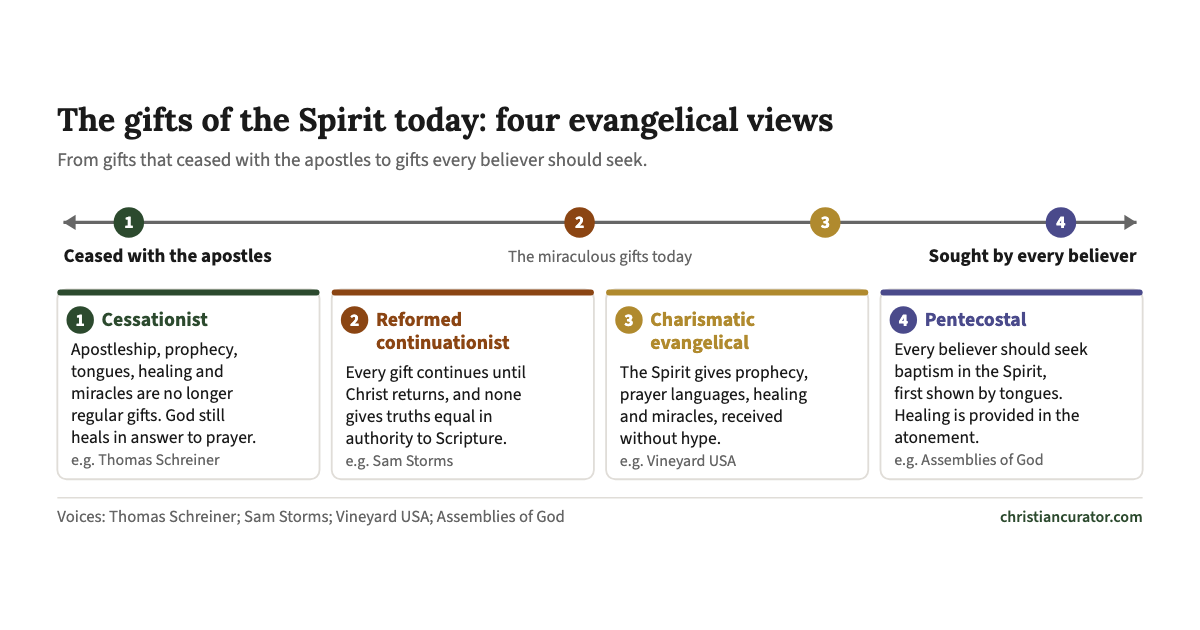 The gifts of the Spirit today: four evangelical views
From gifts that ceased with the apostles to gifts every believer should seek.
1 2 3 4
Ceased with the apostles
The miraculous gifts today
Sought by every believer
1 Cessationist
Apostleship, prophecy,
tongues, healing and
miracles are no longer
regular gifts. God still
heals in answer to prayer.
e.g. Thomas Schreiner
2 Reformed
continuationist
Every gift continues until
Christ returns, and none
gives truths equal in
authority to Scripture.
e.g. Sam Storms
3 Charismatic
evangelical
The Spirit gives prophecy,
prayer languages, healing
and miracles, received
without hype.
e.g. Vineyard USA
4 Pentecostal
Every believer should seek
baptism in the Spirit,
first shown by tongues.
Healing is provided in the
atonement.
e.g. Assemblies of God
Voices: Thomas Schreiner; Sam Storms; Vineyard USA; Assemblies of God
christiancurator.com